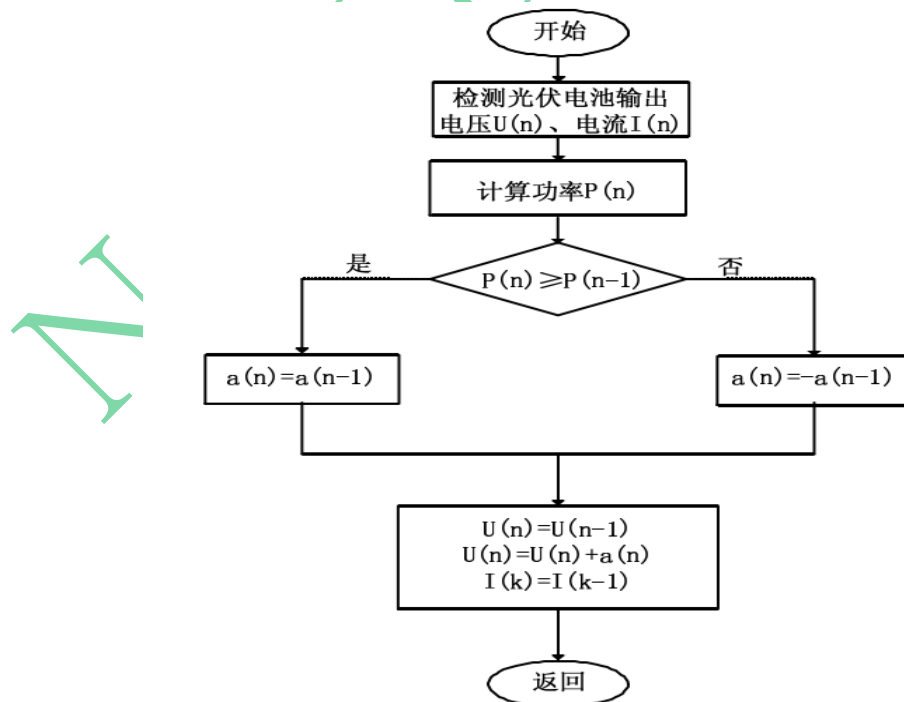 开始
检测光伏电池输出
电压U(n)、电流I(n)
计算功率P(n)
是
P(n)≥P(n-1)
否
a(n)=a(n-1)
a(n)=-a(n-1)
U(n)=U(n-1)
U(n)=U(n)+a(n)
I(k)=I(k-1)
返回